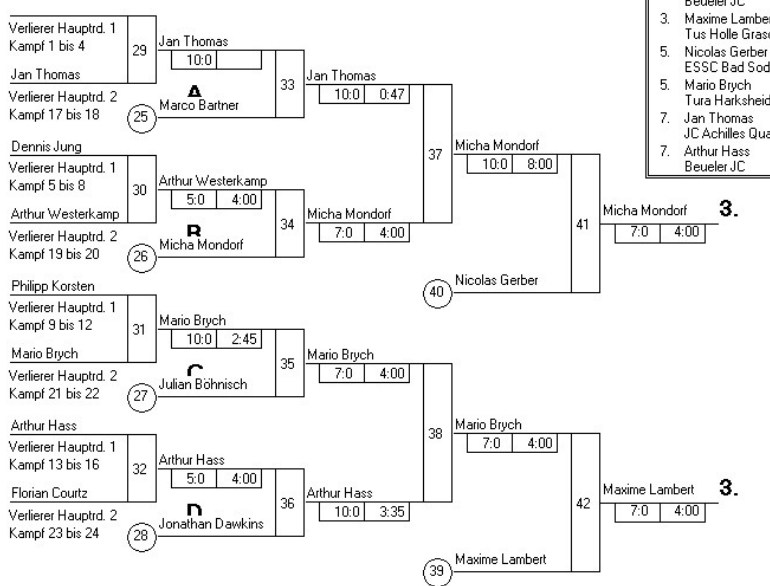 Verlierer Hauptrd. 1
Kampf 1 bis 4
29
Jan Thomas
10:0
Jan Thomas
Verlierer Hauptrd. 2
Kampf 17 bis 18
A
25
Marco Bartner
33
Jan Thomas
10:0 0:47
Dennis Jung
Verlierer Hauptrd. 1
Kampf 5 bis 8
30
Arthur Westerkamp
5:0 4:00
Arthur Westerkamp
Verlierer Hauptrd. 2
Kampf 19 bis 20
B
26
Micha Mondorf
34
Micha Mondorf
7:0 4:00
37
Micha Mondorf
10:0 8:00
40
Nicolas Gerber
41
Micha Mondorf
3.
7:0 4:00
Philipp Korsten
Verlierer Hauptrd. 1
Kampf 9 bis 12
31
Mario Brych
10:0 2:45
Mario Brych
Verlierer Hauptrd. 2
Kampf 21 bis 22
C
27
Julian Böhnisch
35
Mario Brych
7:0 4:00
Arthur Hass
Verlierer Hauptrd. 1
Kampf 13 bis 16
32
Arthur Hass
5:0 4:00
Florian Courtz
Verlierer Hauptrd. 2
Kampf 23 bis 24
D
28
Jonathan Dawkins
36
Arthur Hass
10:0 3:35
38
Mario Brych
7:0 4:00
39
Maxime Lambert
42
Maxime Lambert
3.
7:0 4:00
Beueler JC
3. Maxime Lamber
Tus Holle Gras
5. Nicolas Gerber
ESSC Bad Sod
5. Mario Brych
Tura Harksheid
7. Jan Thomas
JC Achilles Qua
7. Arthur Hass
Beueler JC